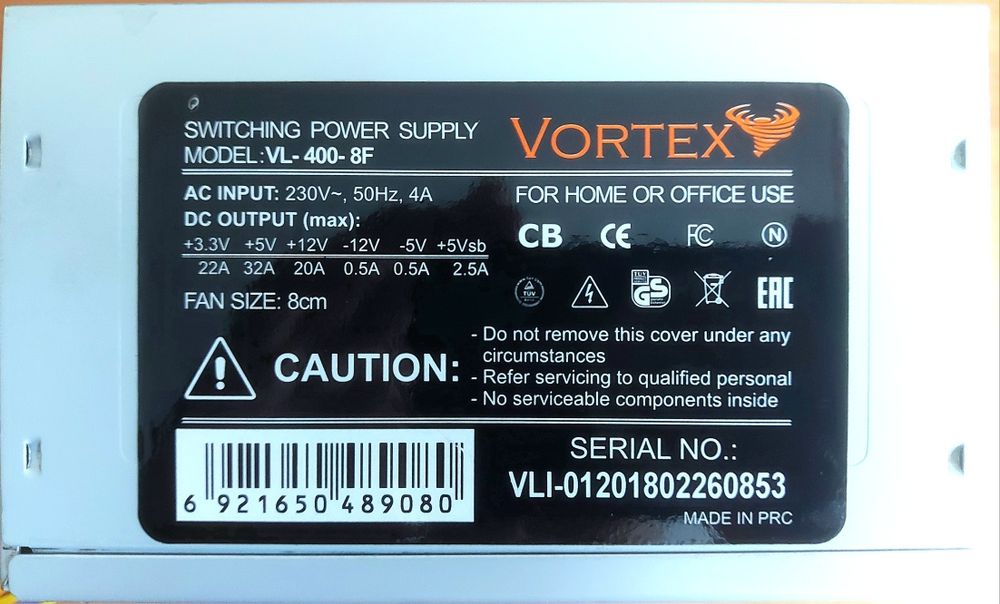 SWITCHING POWER SUPPLY
MODEL: VL- 400- 8F
VORTEX
AC INPUT: 230V~, 50Hz, 4A
DC OUTPUT (max):
+3.3V +5V +12V -12V -5V +5Vsb
22A 32A 20A 0.5A 0.5A 2.5A
FAN SIZE: 8cm
FOR HOME OR OFFICE USE
CB CE FC N
TÜV GS EAC
CAUTION:
- Do not remove this cover under any
circumstances
- Refer servicing to qualified personal
- No serviceable components inside
6 921650 489080
SERIAL NO.:
VLI-01201802260853
MADE IN PRC